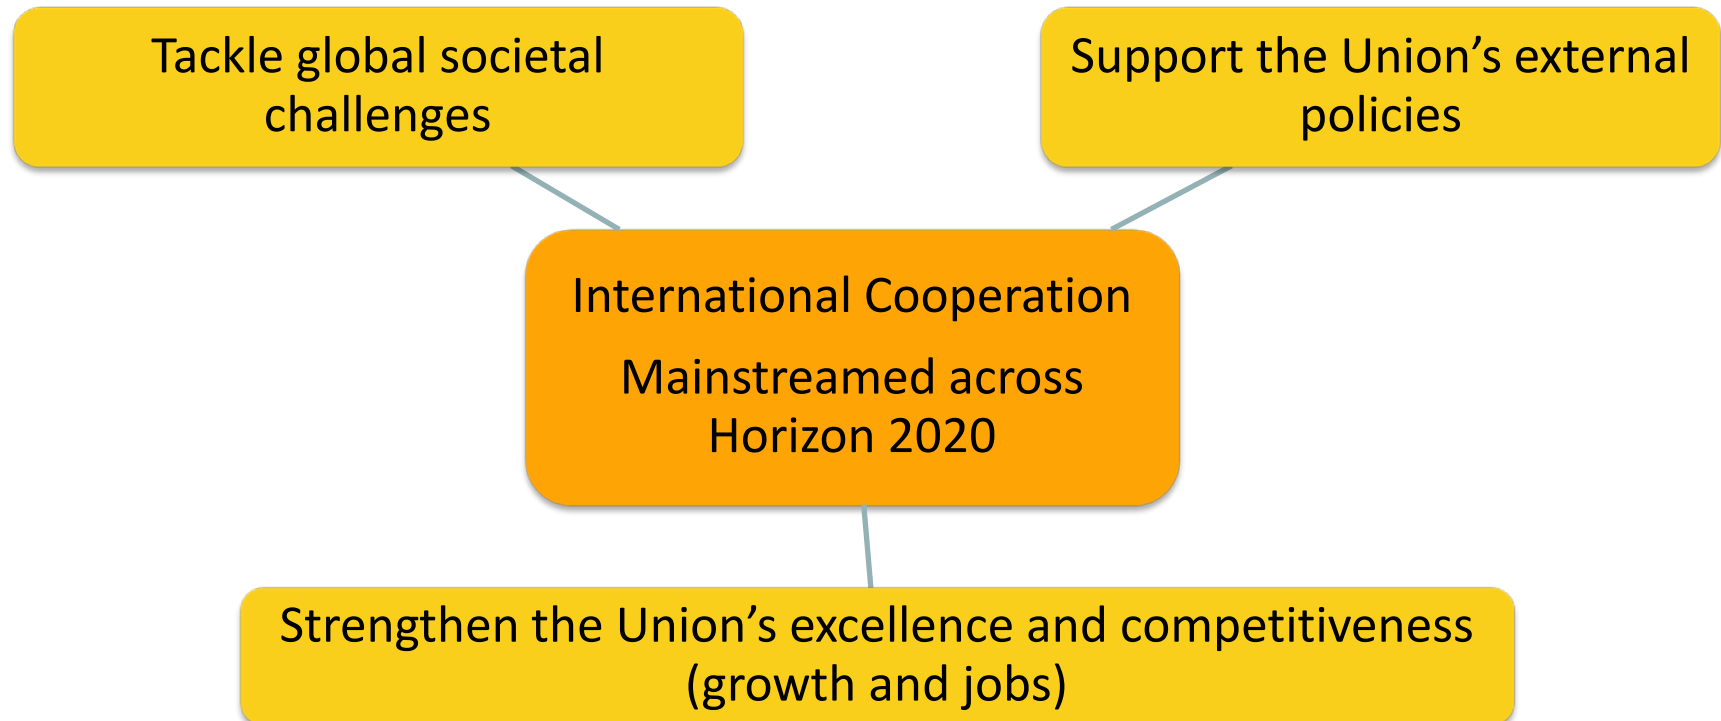 Tackle global societal
challenges
Support the Union’s external
policies
International Cooperation
Mainstreamed across
Horizon 2020
Strengthen the Union’s excellence and competitiveness
(growth and jobs)